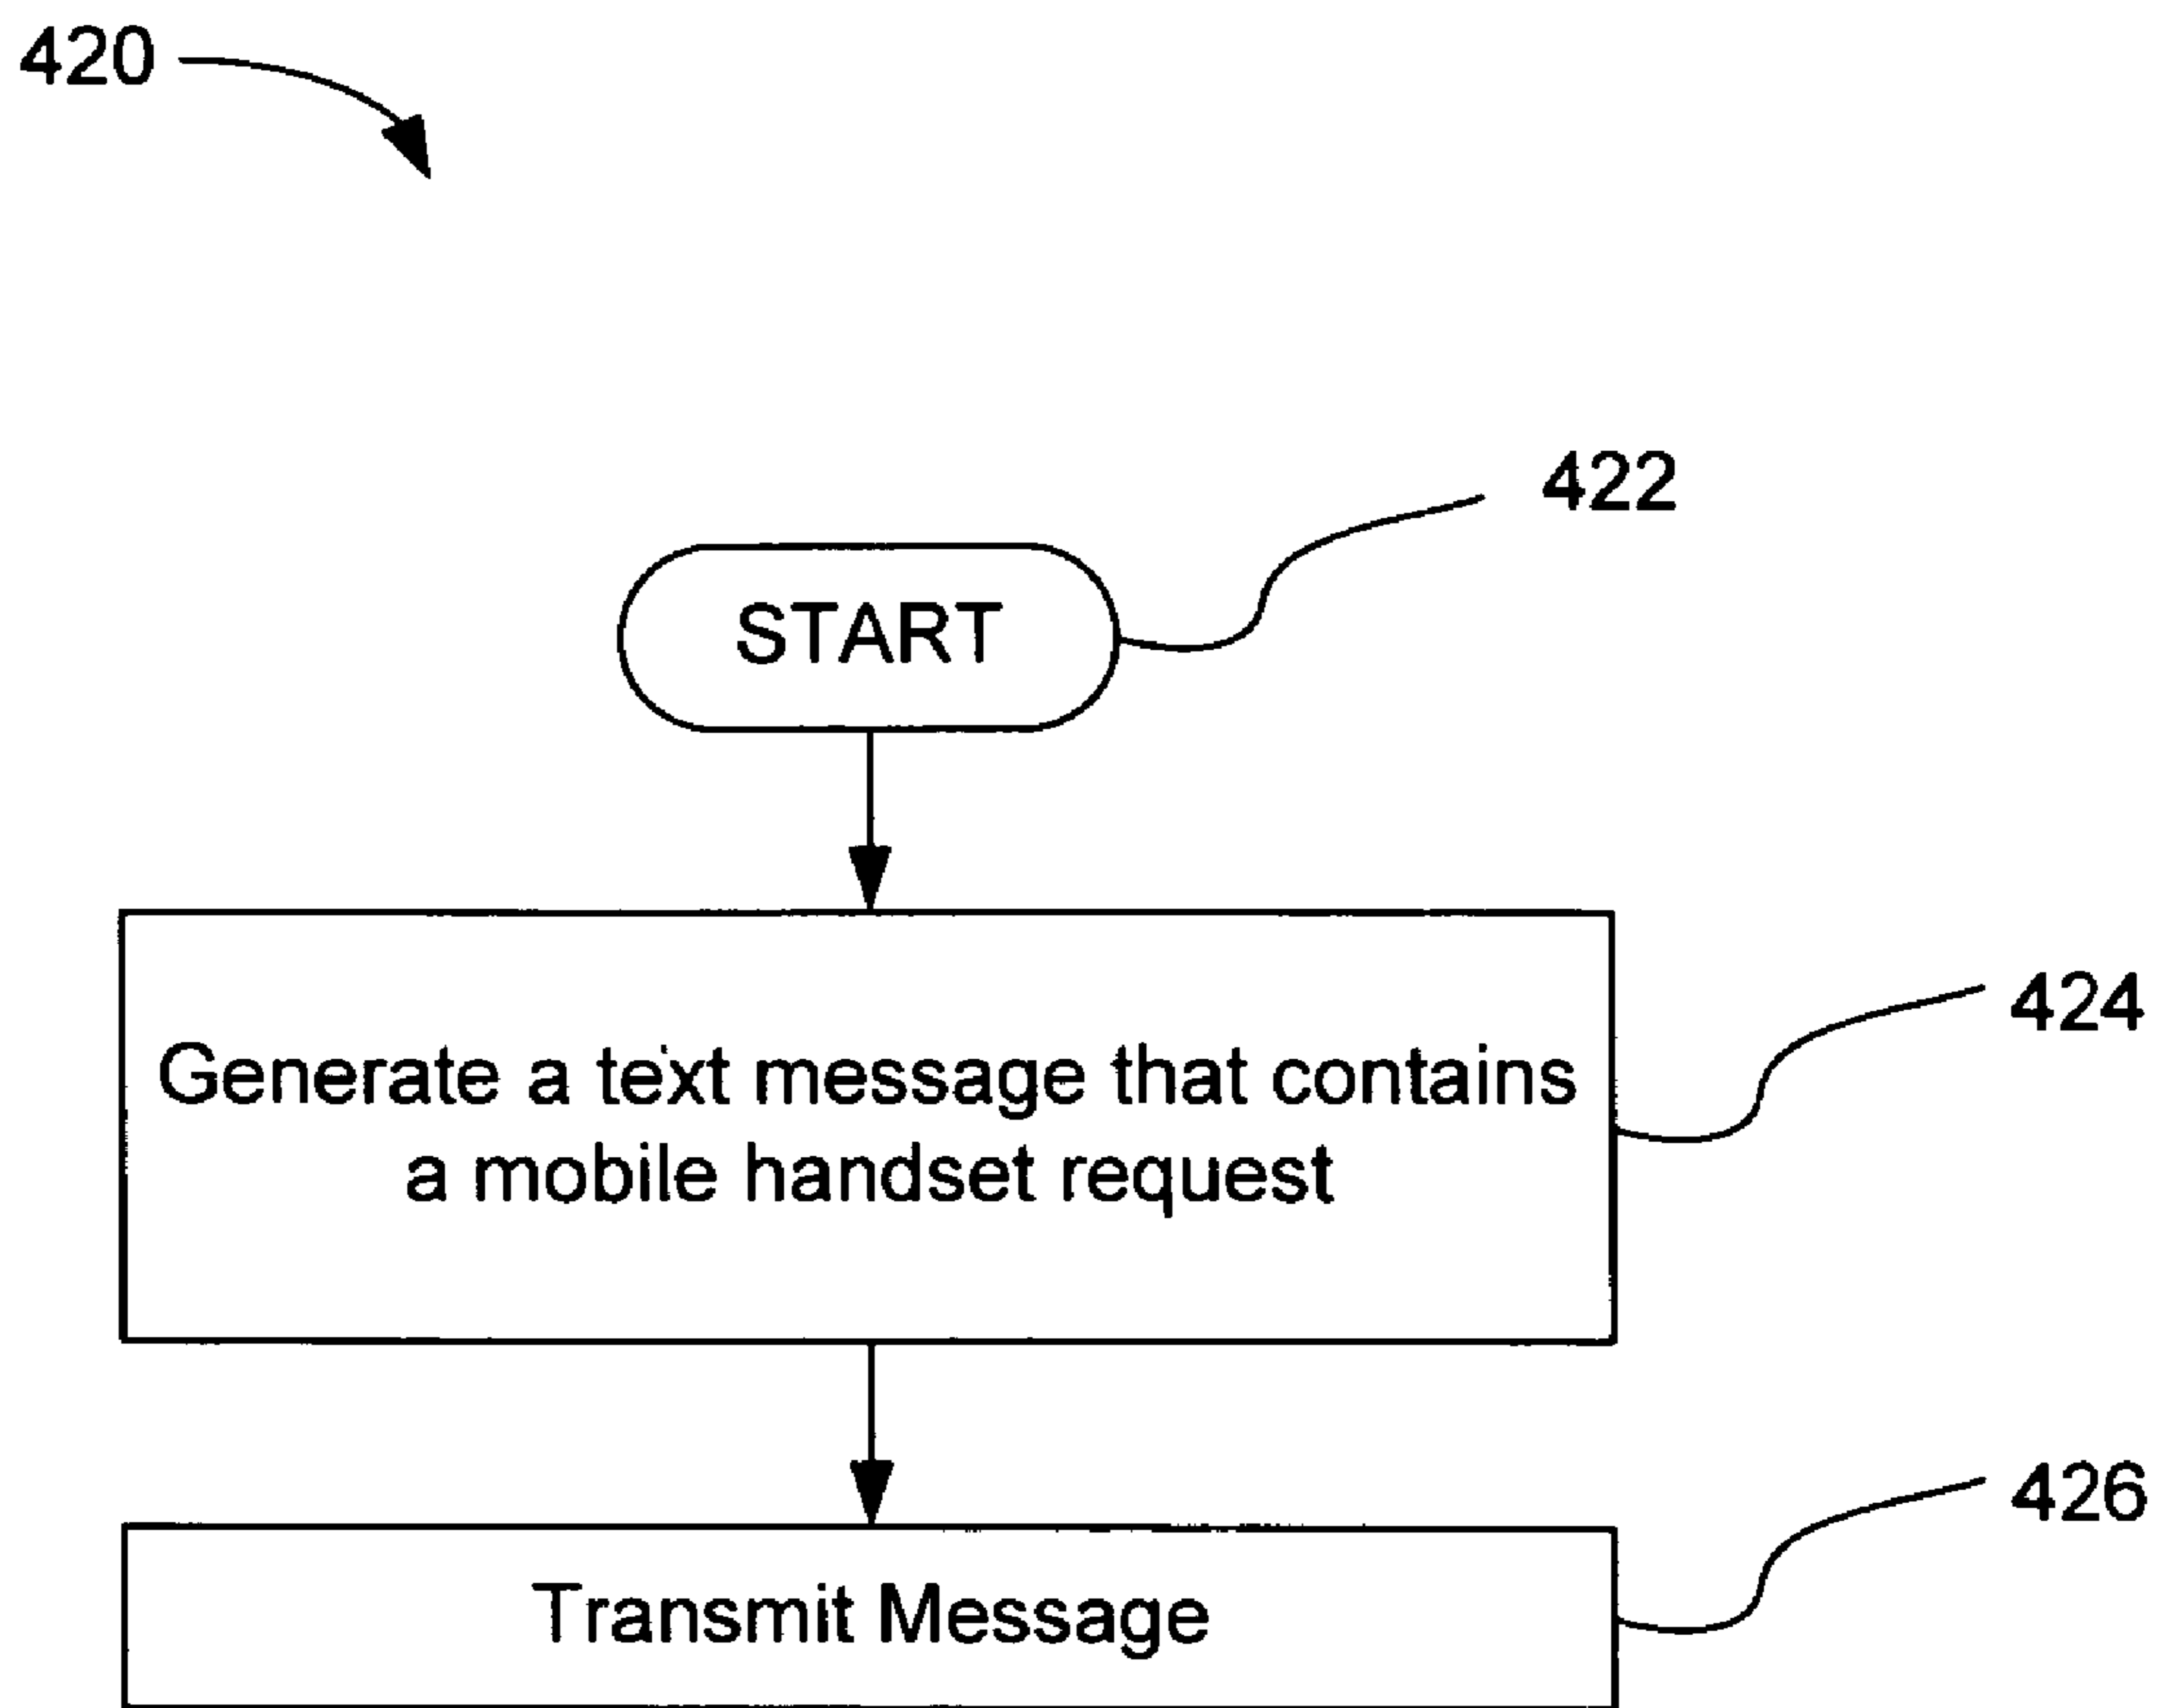 420
422
START
424
Generate a text message that contains
a mobile handset request
426
Transmit Message